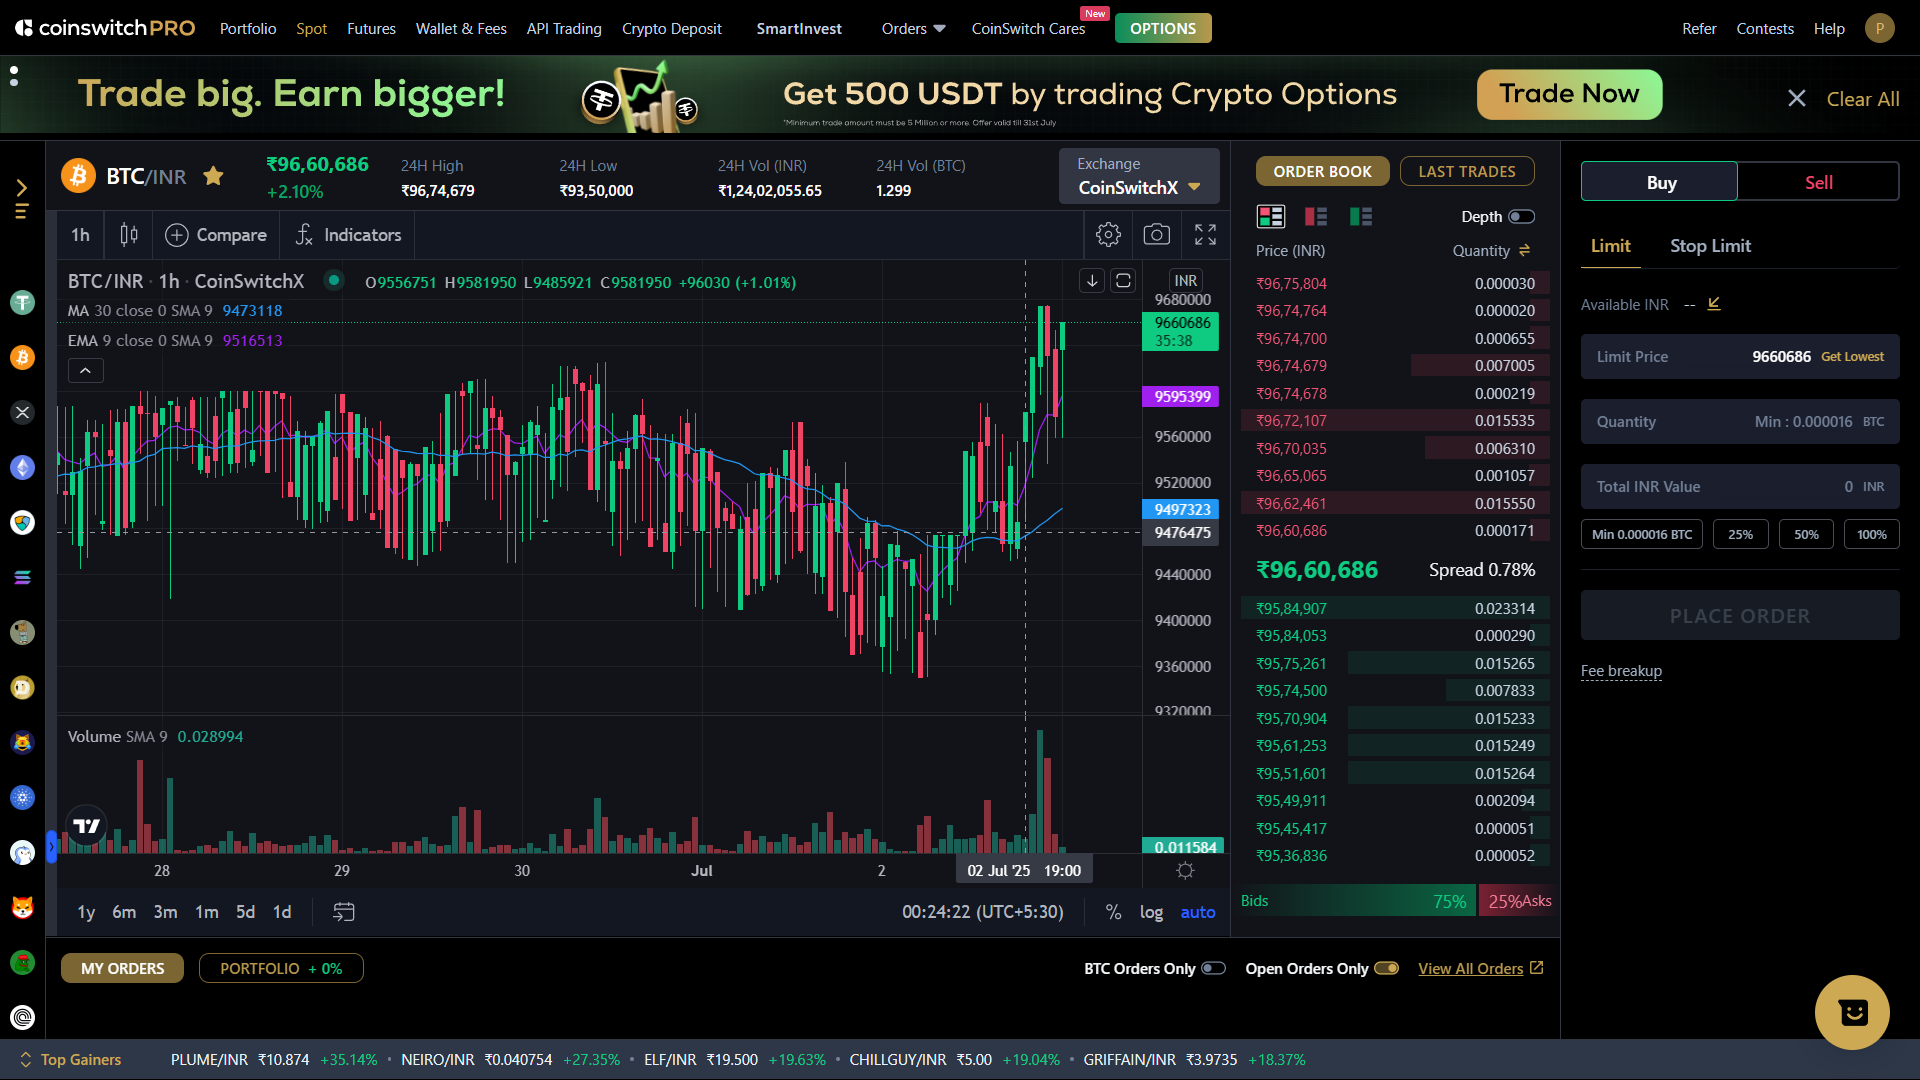 coinswitch PRO Portfolio Spot Futures Wallet & Fees API Trading Crypto Deposit SmartInvest Orders CoinSwitch Cares New OPTIONS Refer Contests Help P
Trade big. Earn bigger! Get 500 USDT by trading Crypto Options Trade Now Clear All
*Minimum trade amount must be 5 Million or more. Offer valid till 31st July
BTC/INR ₹96,60,686 +2.10%
24H High ₹96,74,679
24H Low ₹93,50,000
24H Vol (INR) ₹1,24,02,055.65
24H Vol (BTC) 1.299
Exchange CoinSwitchX
1h Compare Indicators
BTC/INR · 1h · CoinSwitchX O9556751 H9581950 L9485921 C9581950 +96030 (+1.01%)
MA 30 close 0 SMA 9 9473118
EMA 9 close 0 SMA 9 9516513
INR
9680000
9660686
35:38
9595399
9560000
9520000
9497323
9476475
9440000
9400000
9360000
9320000
Volume SMA 9 0.028994
0.011584
28 29 30 Jul 2 02 Jul '25 19:00
1y 6m 3m 1m 5d 1d 00:24:22 (UTC+5:30) % log auto
ORDER BOOK LAST TRADES
Depth
Price (INR) Quantity
₹96,75,804 0.000030
₹96,74,764 0.000020
₹96,74,700 0.000655
₹96,74,679 0.007005
₹96,74,678 0.000219
₹96,72,107 0.015535
₹96,70,035 0.006310
₹96,65,065 0.001057
₹96,62,461 0.015550
₹96,60,686 0.000171
₹96,60,686 Spread 0.78%
₹95,84,907 0.023314
₹95,84,053 0.000290
₹95,75,261 0.015265
₹95,74,500 0.007833
₹95,70,904 0.015233
₹95,61,253 0.015249
₹95,51,601 0.015264
₹95,49,911 0.002094
₹95,45,417 0.000051
₹95,36,836 0.000052
Bids 75% 25% Asks
Buy Sell
Limit Stop Limit
Available INR --
Limit Price 9660686 Get Lowest
Quantity Min : 0.000016 BTC
Total INR Value 0 INR
Min 0.000016 BTC 25% 50% 100%
PLACE ORDER
Fee breakup
MY ORDERS PORTFOLIO + 0% BTC Orders Only Open Orders Only View All Orders
Top Gainers PLUME/INR ₹10.874 +35.14% • NEIRO/INR ₹0.040754 +27.35% • ELF/INR ₹19.500 +19.63% • CHILLGUY/INR ₹5.00 +19.04% • GRIFFAIN/INR ₹3.9735 +18.37%